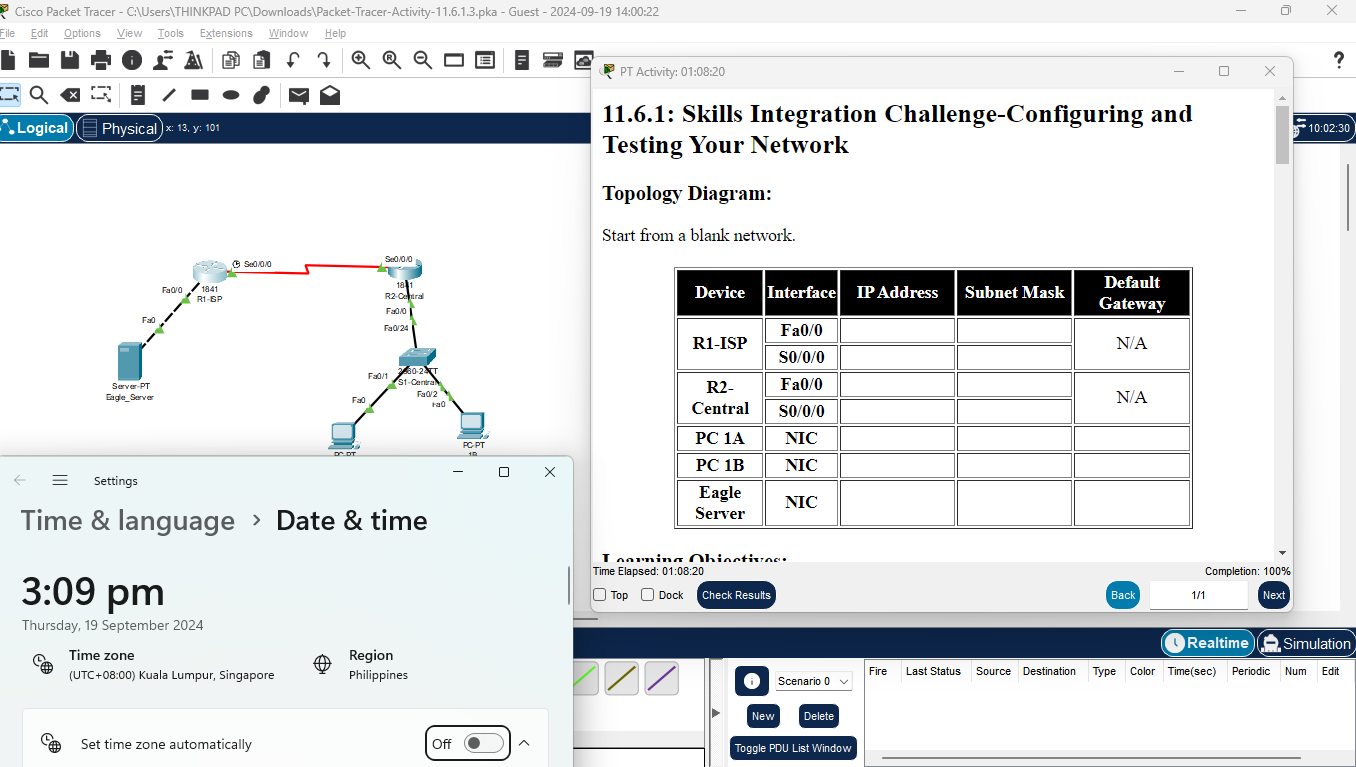 Cisco Packet Tracer - C:\Users\THINKPAD PC\Downloads\Packet-Tracer-Activity-11.6.1.3.pka - Guest - 2024-09-19 14:00:22
File Edit Options View Tools Extensions Window Help
Logical Physical x: 13, y: 101
10:02:30
Se0/0/0
1841
R1-ISP
Fa0/0
Fa0
Server-PT
Eagle_Server
Se0/0/0
1841
R2-Central
Fa0/0
Fa0/24
2960-24TT
S1-Central
Fa0/1
Fa0/2
Fa0
Fa0
PC-PT
PC-PT
1B
PT Activity: 01:08:20
11.6.1: Skills Integration Challenge-Configuring and
Testing Your Network
Topology Diagram:
Start from a blank network.
Device Interface IP Address Subnet Mask Default Gateway
R1-ISP Fa0/0 N/A
S0/0/0
R2-Central Fa0/0 N/A
S0/0/0
PC 1A NIC
PC 1B NIC
Eagle Server NIC
Learning Objectives:
Time Elapsed: 01:08:20 Completion: 100%
Top Dock Check Results Back 1/1 Next
Settings
Time & language > Date & time
3:09 pm
Thursday, 19 September 2024
Time zone
(UTC+08:00) Kuala Lumpur, Singapore
Region
Philippines
Set time zone automatically Off
Realtime Simulation
Scenario 0
New Delete
Toggle PDU List Window
Fire Last Status Source Destination Type Color Time(sec) Periodic Num Edit